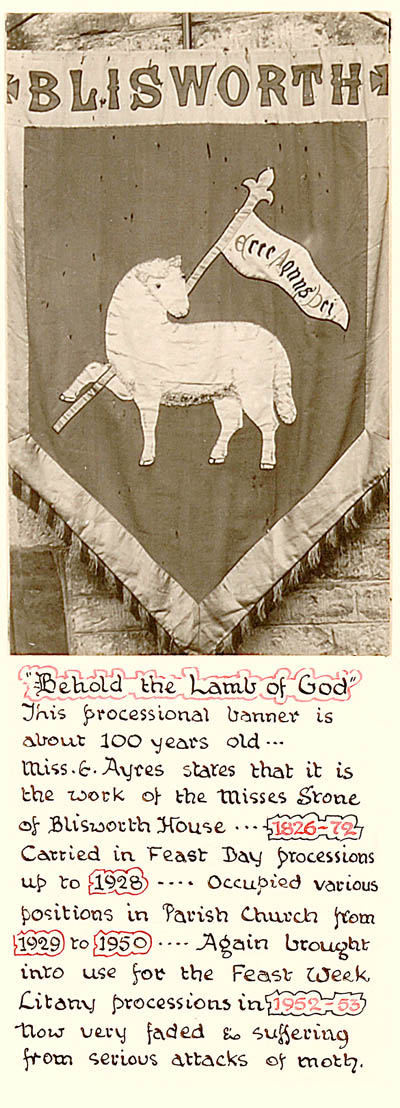 ✠BLISWORTH✠
Ecce Agnus Dei
"Behold the Lamb of God"
This processional banner is
about 100 years old ...
Miss. G. Ayres states that it is
the work of the Misses Stone
of Blisworth House .... 1826-72
Carried in Feast Day processions
up to 1928 .... Occupied various
positions in Parish Church from
1929 to 1950 .... Again brought
into use for the Feast Week
Litany processions in 1952-53
Now very faded & suffering
from serious attacks of moth.